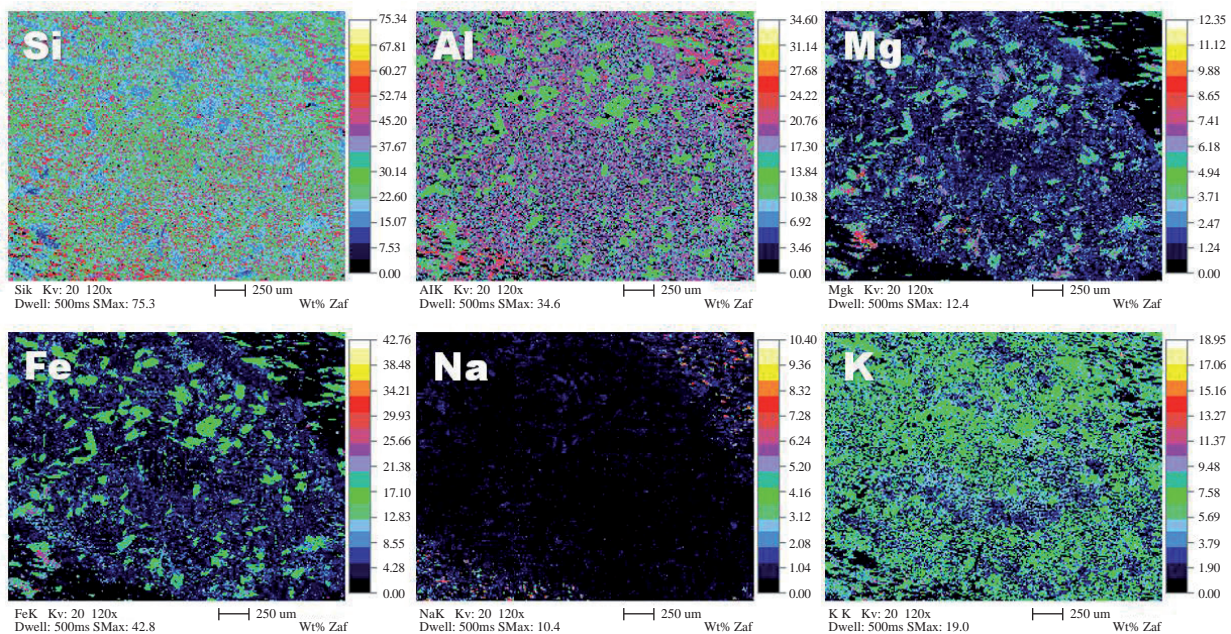 Si
75.34
67.81
60.27
52.74
45.20
37.67
30.14
22.60
15.07
7.53
0.00
Sik Kv: 20 120x
Dwell: 500ms SMax: 75.3
250 um
Wt% Zaf
Al
34.60
31.14
27.68
24.22
20.76
17.30
13.84
10.38
6.92
3.46
0.00
AlK Kv: 20 120x
Dwell: 500ms SMax: 34.6
250 um
Wt% Zaf
Mg
12.35
11.12
9.88
8.65
7.41
6.18
4.94
3.71
2.47
1.24
0.00
Mgk Kv: 20 120x
Dwell: 500ms SMax: 12.4
250 um
Wt% Zaf
Fe
42.76
38.48
34.21
29.93
25.66
21.38
17.10
12.83
8.55
4.28
0.00
FeK Kv: 20 120x
Dwell: 500ms SMax: 42.8
250 um
Wt% Zaf
Na
10.40
9.36
8.32
7.28
6.24
5.20
4.16
3.12
2.08
1.04
0.00
NaK Kv: 20 120x
Dwell: 500ms SMax: 10.4
250 um
Wt% Zaf
K
18.95
17.06
15.16
13.27
11.37
9.48
7.58
5.69
3.79
1.90
0.00
K K Kv: 20 120x
Dwell: 500ms SMax: 19.0
250 um
Wt% Zaf